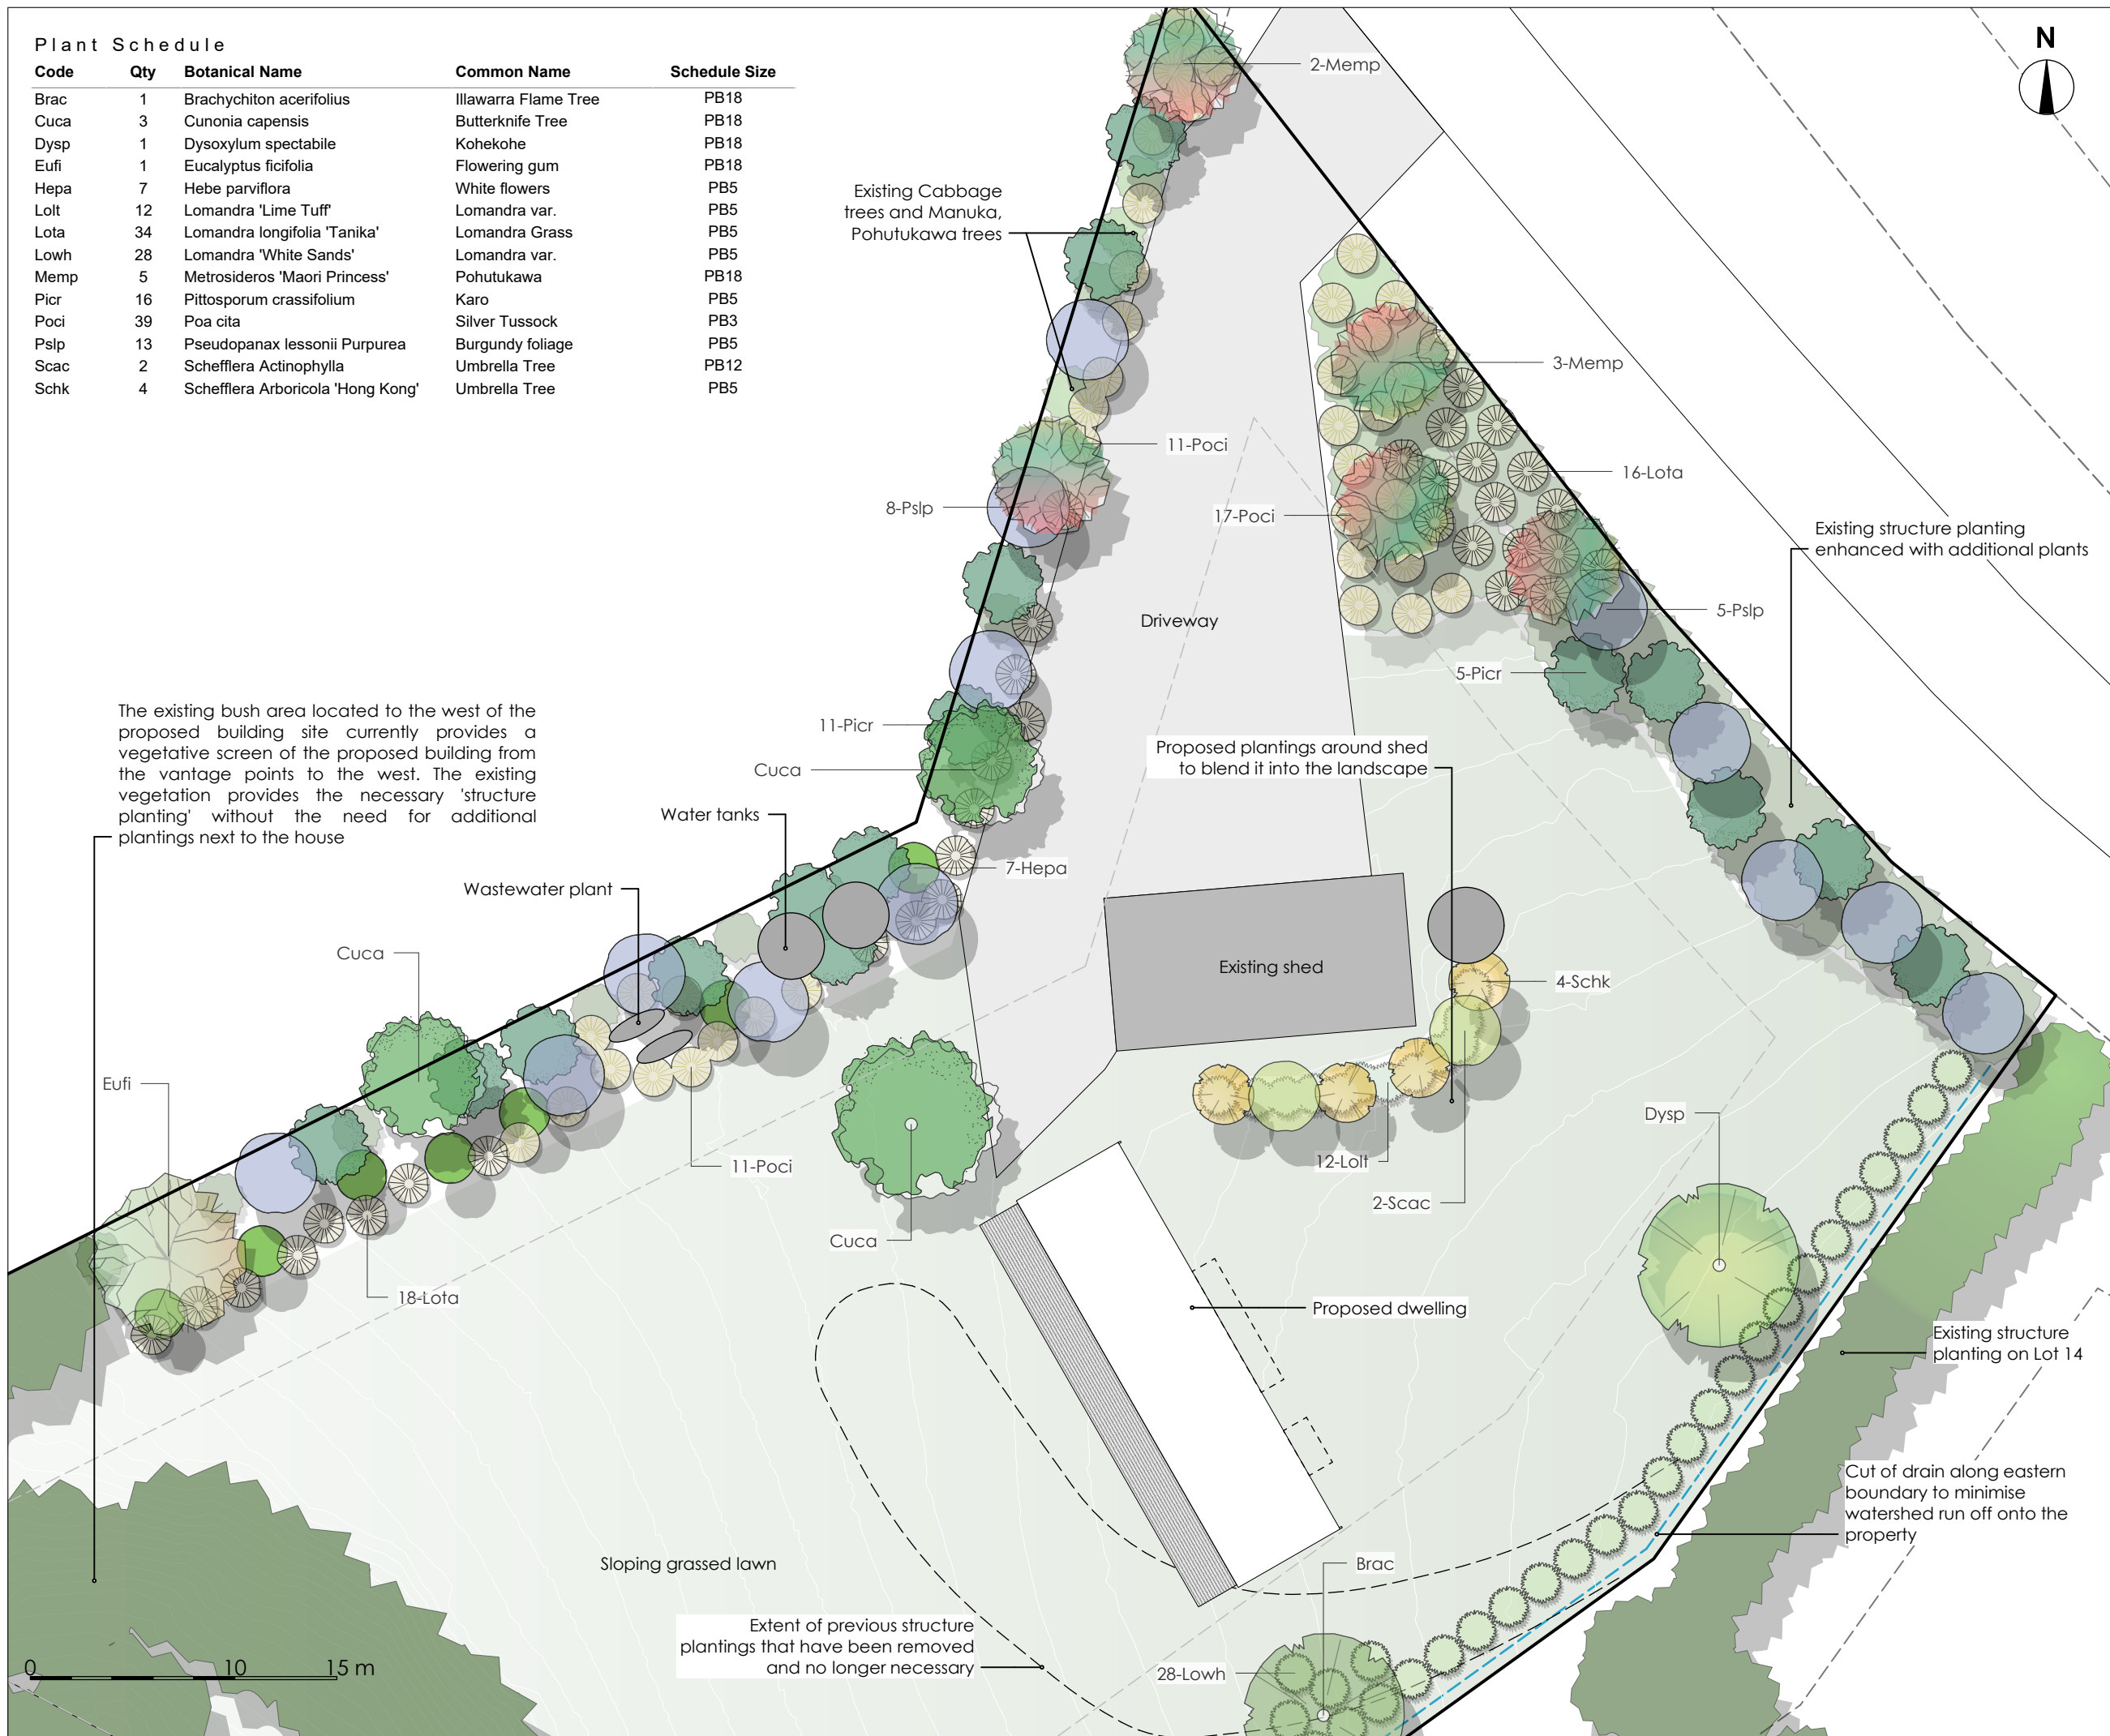 Plant Schedule
Code Qty Botanical Name Common Name Schedule Size
Brac 1 Brachychiton acerifolius Illawarra Flame Tree PB18
Cuca 3 Cunonia capensis Butterknife Tree PB18
Dysp 1 Dysoxylum spectabile Kohekohe PB18
Eufi 1 Eucalyptus ficifolia Flowering gum PB18
Hepa 7 Hebe parviflora White flowers PB5
Lolt 12 Lomandra 'Lime Tuff' Lomandra var. PB5
Lota 34 Lomandra longifolia 'Tanika' Lomandra Grass PB5
Lowh 28 Lomandra 'White Sands' Lomandra var. PB5
Memp 5 Metrosideros 'Maori Princess' Pohutukawa PB18
Picr 16 Pittosporum crassifolium Karo PB5
Poci 39 Poa cita Silver Tussock PB3
Pslp 13 Pseudopanax lessonii Purpurea Burgundy foliage PB5
Scac 2 Schefflera Actinophylla Umbrella Tree PB12
Schk 4 Schefflera Arboricola 'Hong Kong' Umbrella Tree PB5
N
2-Memp
Existing Cabbage
trees and Manuka,
Pohutukawa trees
3-Memp
11-Poci
16-Lota
8-Pslp
17-Poci
Existing structure planting
enhanced with additional plants
Driveway
5-Pslp
5-Picr
The existing bush area located to the west of the
proposed building site currently provides a
vegetative screen of the proposed building from
the vantage points to the west. The existing
vegetation provides the necessary 'structure
planting' without the need for additional
plantings next to the house
11-Picr
Cuca
Proposed plantings around shed
to blend it into the landscape
Water tanks
7-Hepa
Wastewater plant
Cuca
Existing shed
4-Schk
Eufi
Dysp
11-Poci
12-Lolt
2-Scac
Cuca
18-Lota
Proposed dwelling
Existing structure
planting on Lot 14
Cut of drain along eastern
boundary to minimise
watershed run off onto the
property
Sloping grassed lawn
Brac
Extent of previous structure
plantings that have been removed
and no longer necessary
28-Lowh
0 10 15 m